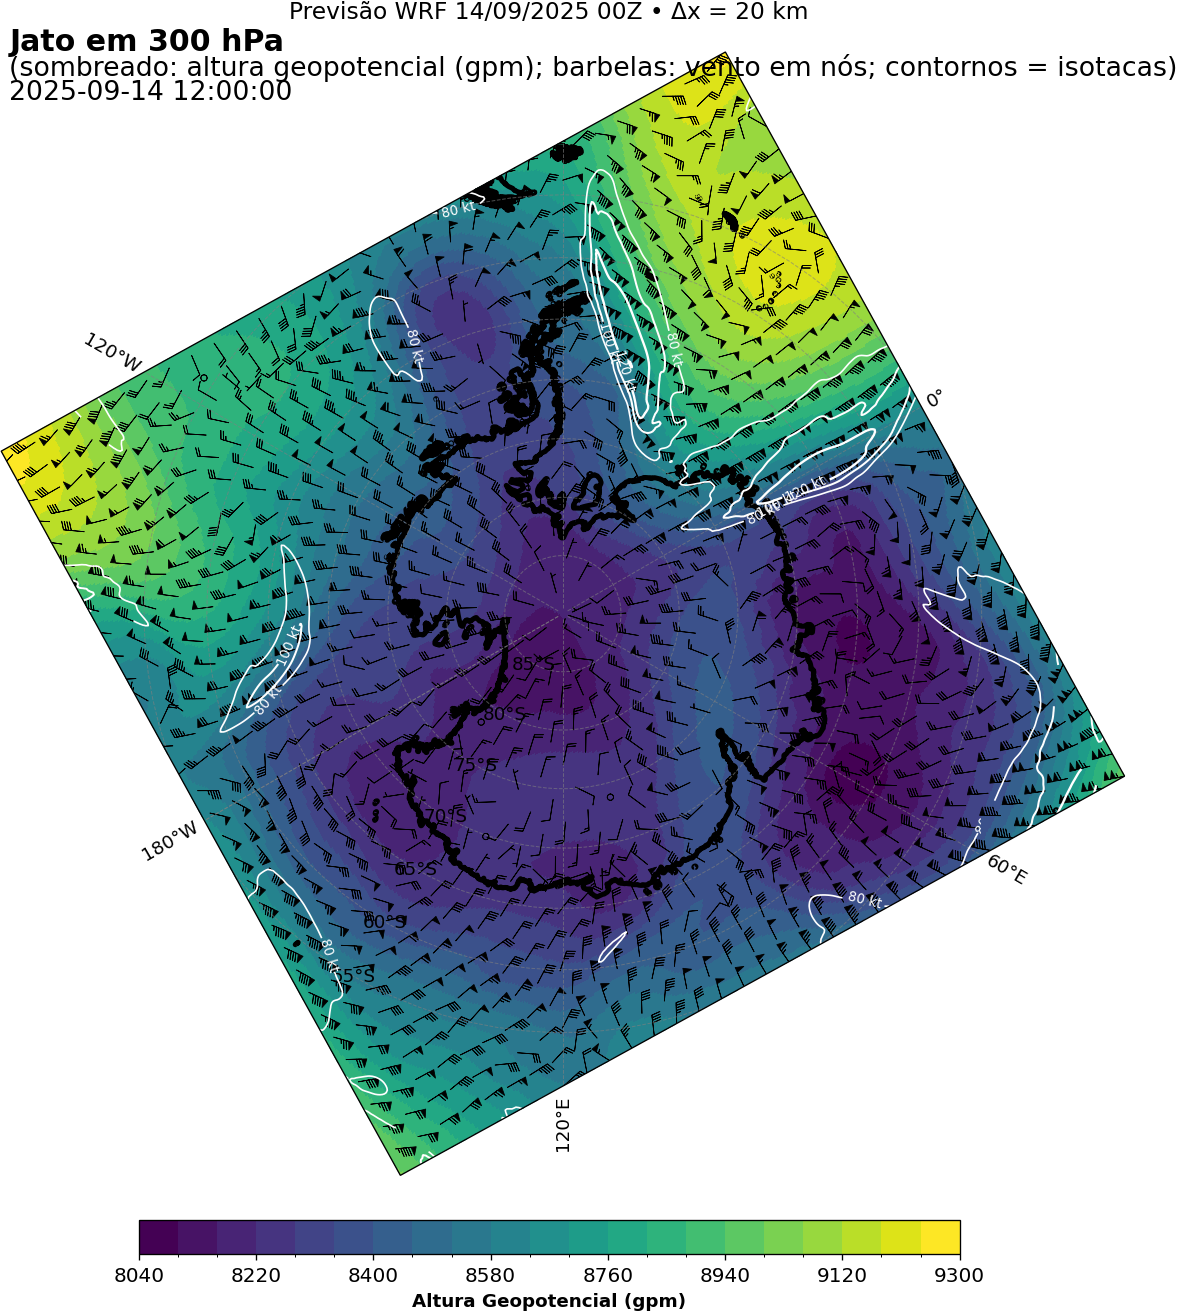 Previsão WRF 14/09/2025 00Z • Δx = 20 km
Jato em 300 hPa
(sombreado: altura geopotencial (gpm); barbelas: vento em nós; contornos = isotacas)
2025-09-14 12:00:00
80 kt
120°W
80 kt
80 kt
100 kt
120 kt
0°
120 kt
100 kt
80 kt
100 kt
80 kt
85°S
80°S
75°S
70°S
65°S
60°S
55°S
180°W
80 kt
60°E
80 kt
120°E
8040 8220 8400 8580 8760 8940 9120 9300
Altura Geopotencial (gpm)